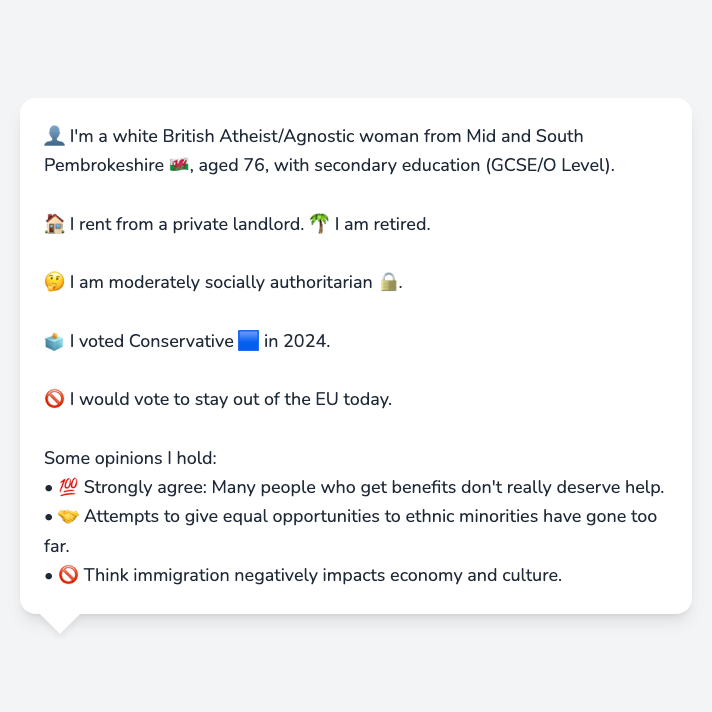 👤 I'm a white British Atheist/Agnostic woman from Mid and South
Pembrokeshire 🏴󠁧󠁢󠁷󠁬󠁳󠁿, aged 76, with secondary education (GCSE/O Level).
🏠 I rent from a private landlord. 🌴 I am retired.
🤔 I am moderately socially authoritarian 🔒.
🗳️ I voted Conservative 🟦 in 2024.
🚫 I would vote to stay out of the EU today.
Some opinions I hold:
• 💯 Strongly agree: Many people who get benefits don't really deserve help.
• 🤝 Attempts to give equal opportunities to ethnic minorities have gone too
far.
• 🚫 Think immigration negatively impacts economy and culture.